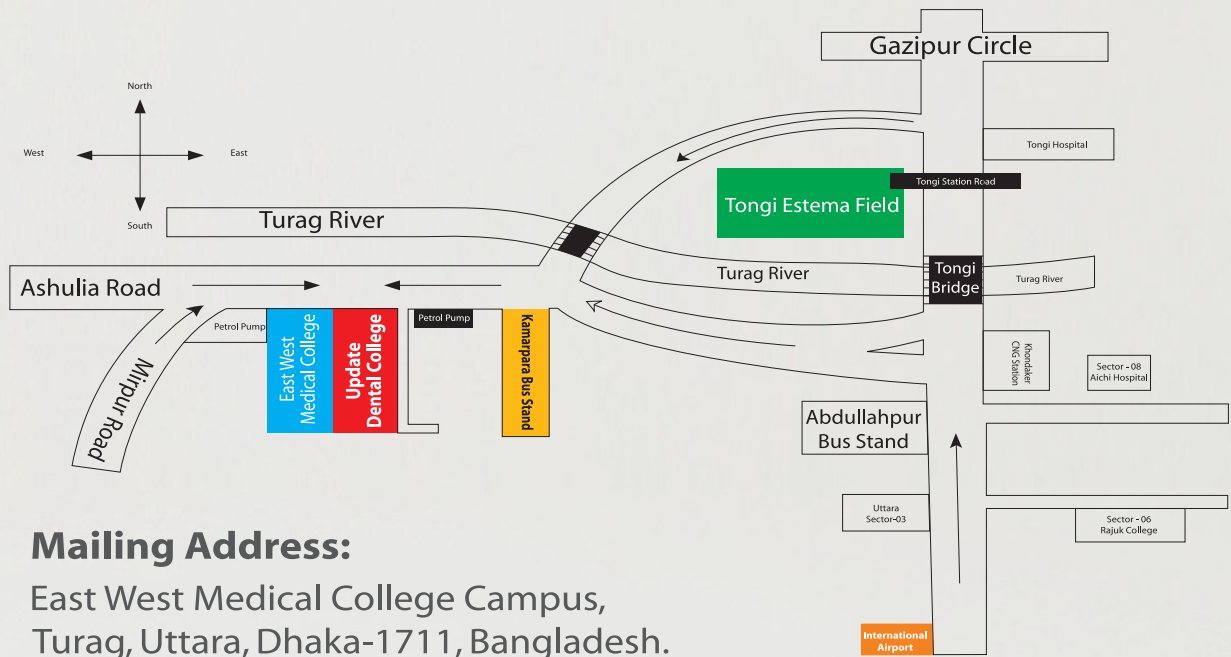 Gazipur Circle
North
West
East
South
Tongi Hospital
Tongi Station Road
Tongi Estema Field
Turag River
Turag River
Tongi
Bridge
Turag River
Ashulia Road
Petrol Pump
East West
Medical College
Update
Dental College
Petrol Pump
Kamarpara Bus Stand
Mirpur Road
Khondaker
CNG Station
Sector - 08
Aichi Hospital
Abdullahpur
Bus Stand
Uttara
Sector-03
Sector - 06
Rajuk College
Mailing Address:
East West Medical College Campus,
Turag, Uttara, Dhaka-1711, Bangladesh.
International
Airport